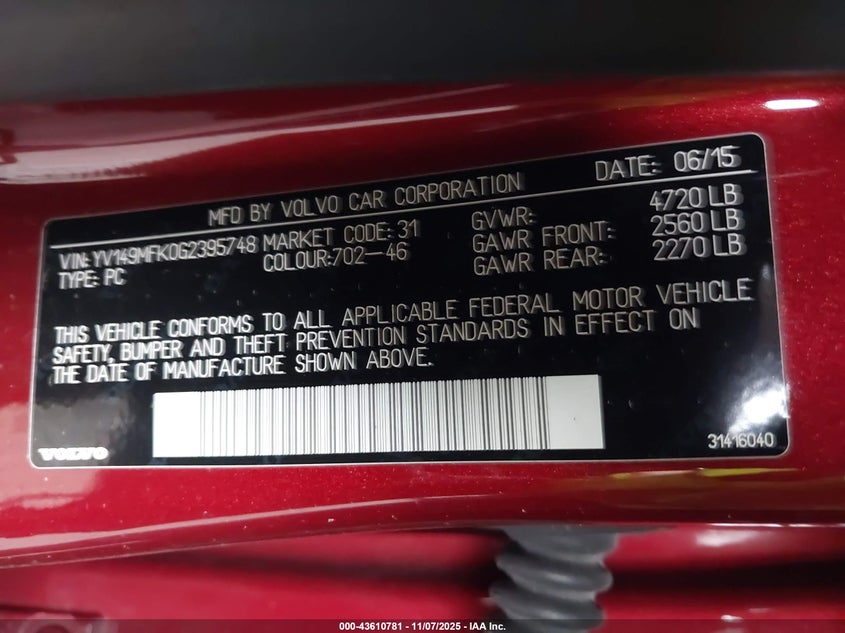 MFD BY VOLVO CAR CORPORATION DATE: 06/15
VIN: YV149MFK0G2395748 MARKET CODE: 31 GVWR: 4720 LB
TYPE: PC COLOUR:702-46 GAWR FRONT: 2560 LB
GAWR REAR: 2270 LB
THIS VEHICLE CONFORMS TO ALL APPLICABLE FEDERAL MOTOR VEHICLE
SAFETY, BUMPER AND THEFT PREVENTION STANDARDS IN EFFECT ON
THE DATE OF MANUFACTURE SHOWN ABOVE.
VOLVO 31416040
000-43610781 - 11/07/2025 - IAA Inc.